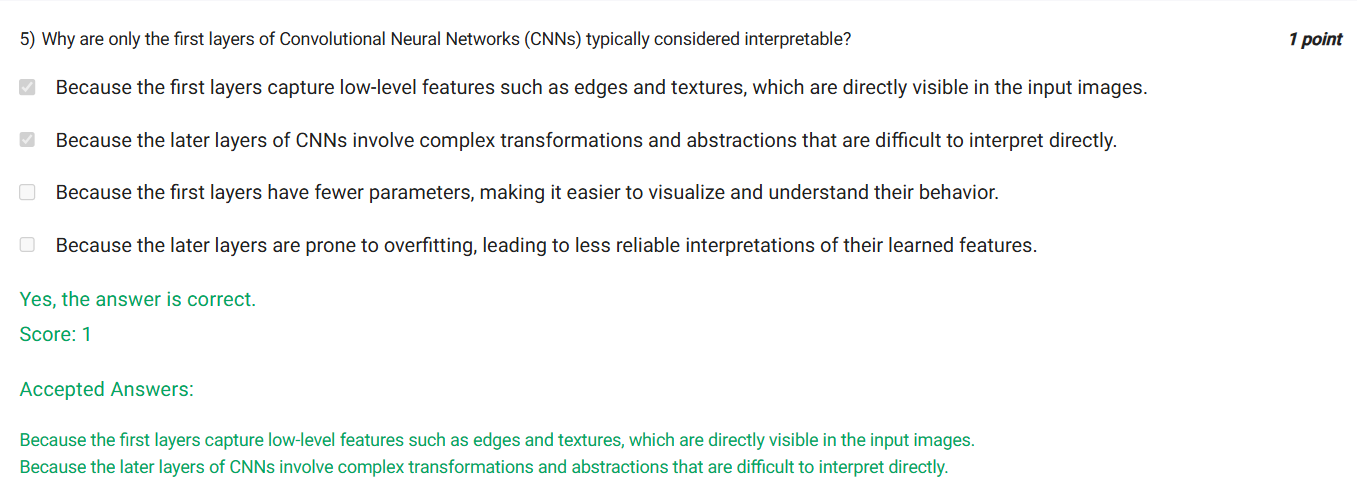 5) Why are only the first layers of Convolutional Neural Networks (CNNs) typically considered interpretable?
1 point
Because the first layers capture low-level features such as edges and textures, which are directly visible in the input images.
Because the later layers of CNNs involve complex transformations and abstractions that are difficult to interpret directly.
Because the first layers have fewer parameters, making it easier to visualize and understand their behavior.
Because the later layers are prone to overfitting, leading to less reliable interpretations of their learned features.
Yes, the answer is correct.
Score: 1
Accepted Answers:
Because the first layers capture low-level features such as edges and textures, which are directly visible in the input images.
Because the later layers of CNNs involve complex transformations and abstractions that are difficult to interpret directly.